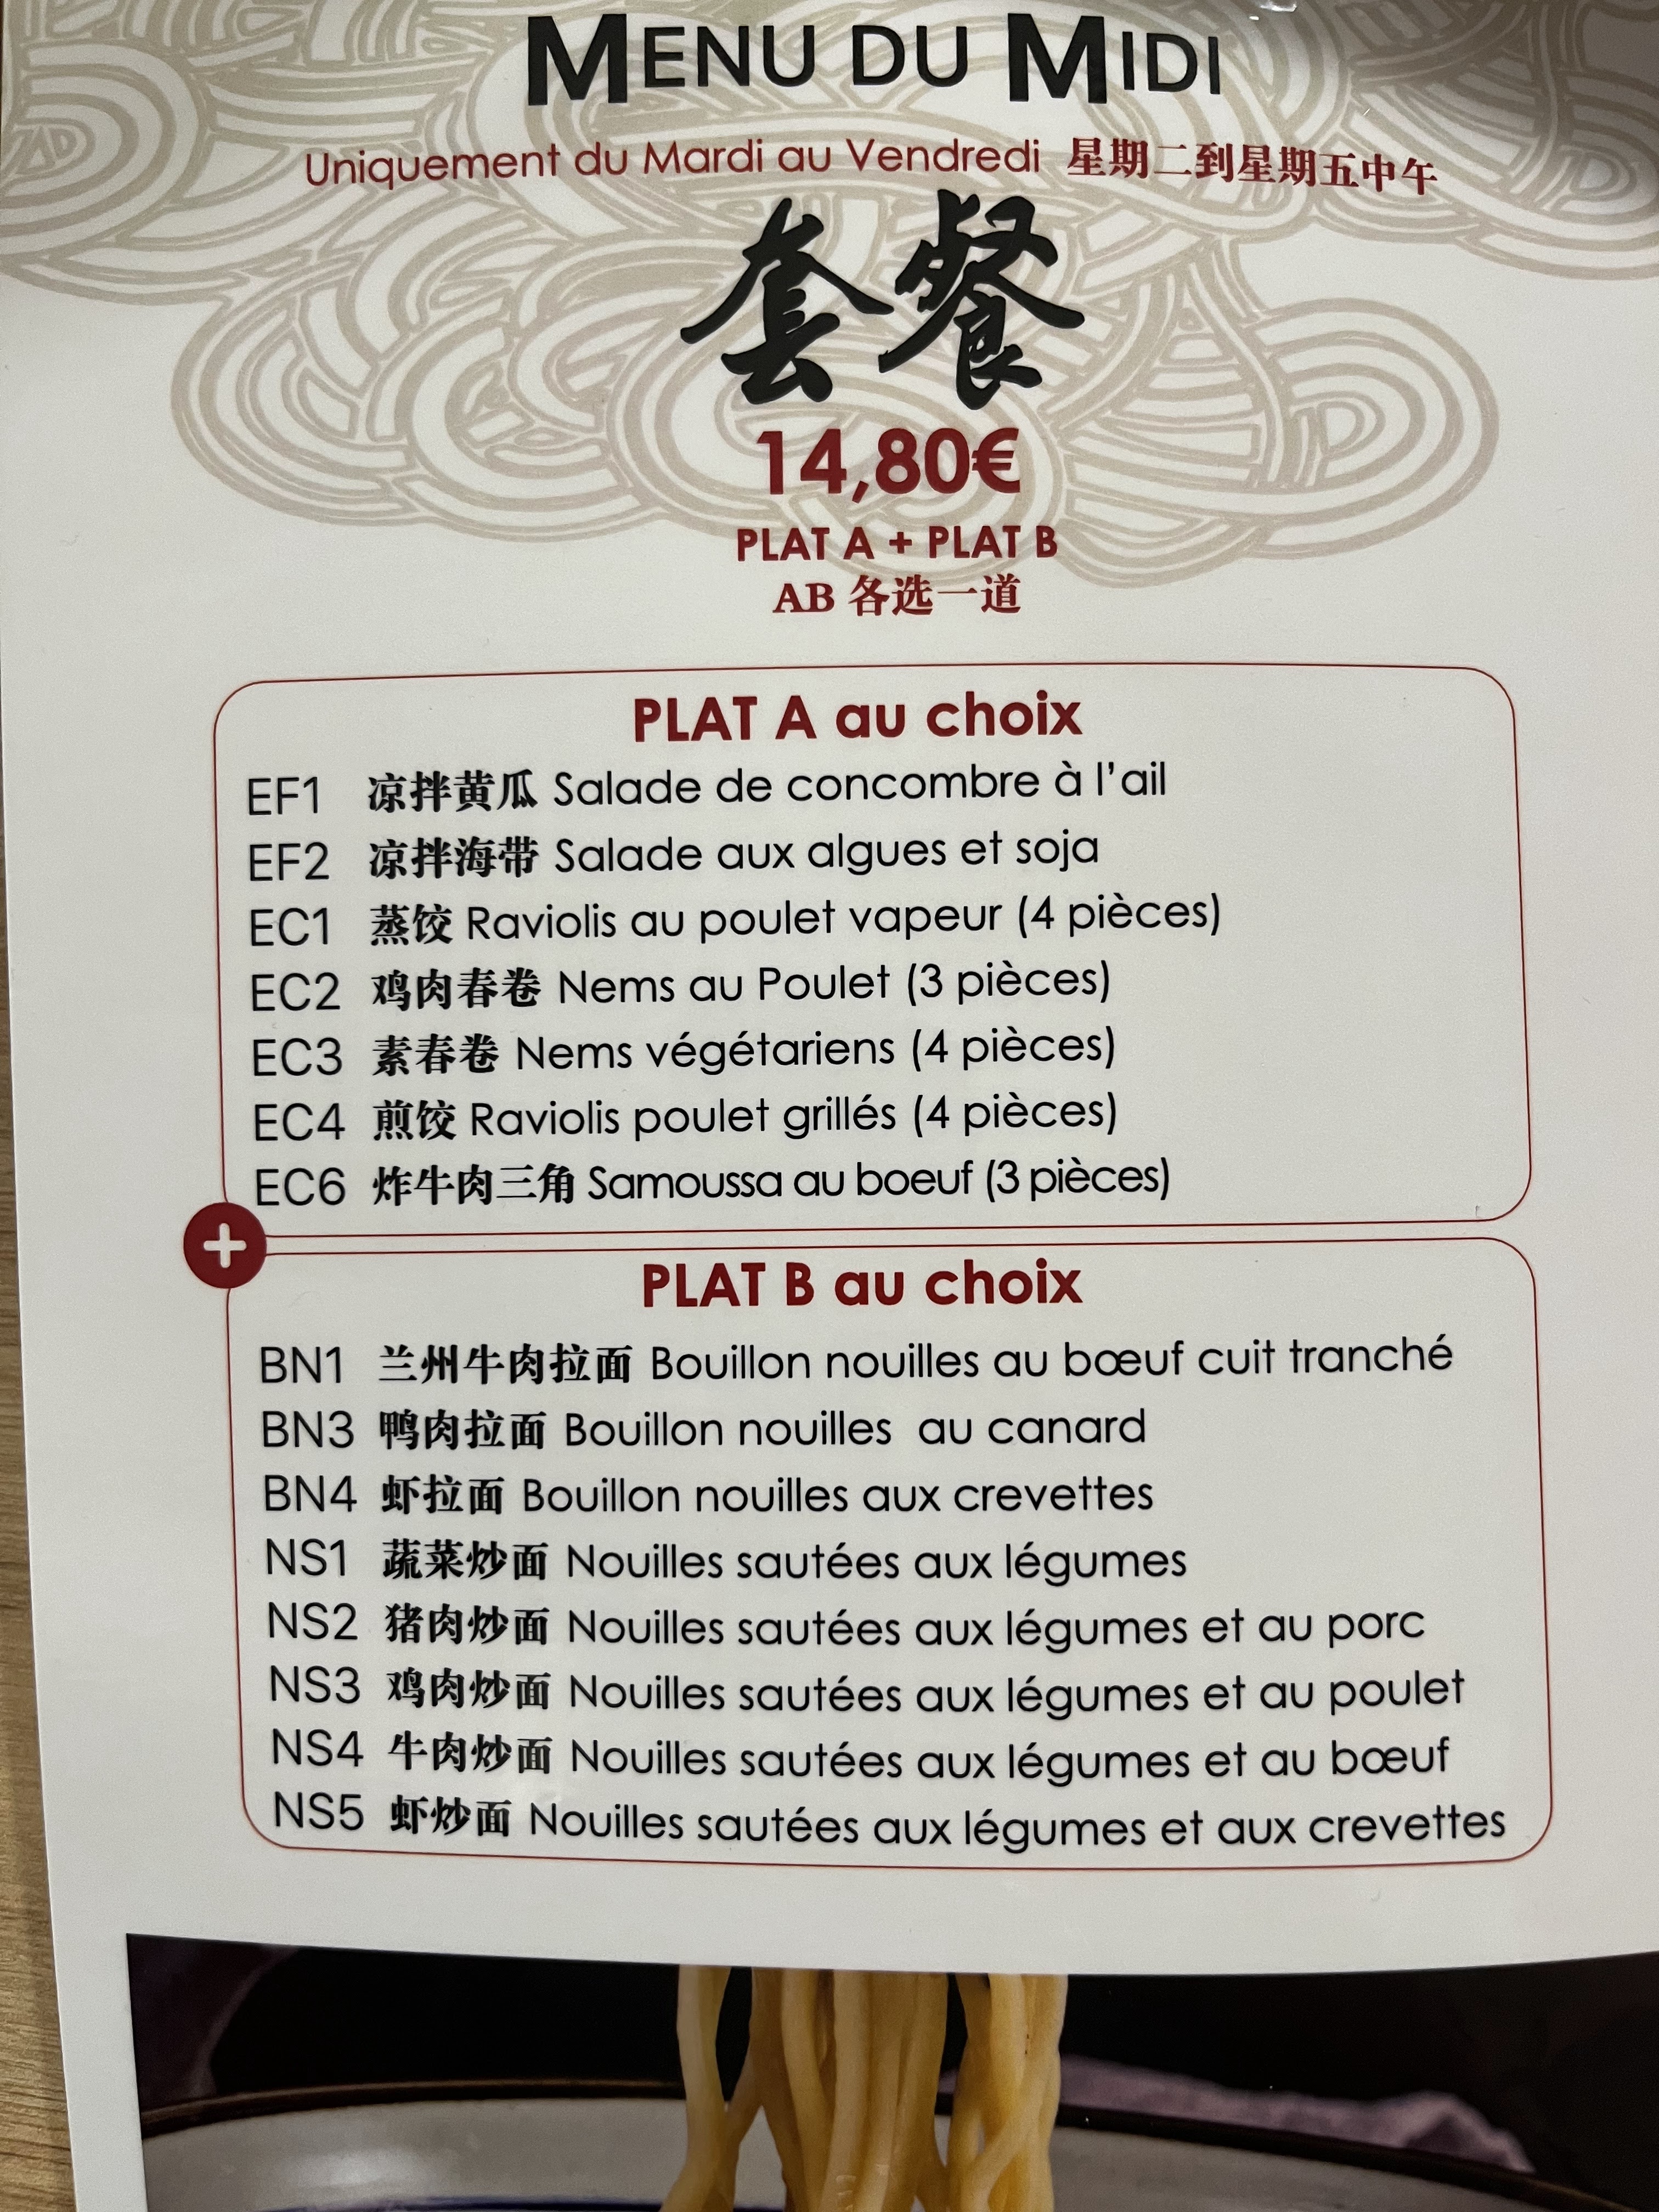 MENU DU MIDI
Uniquement du Mardi au Vendredi 星期二到星期五中午
套餐
14,80€
PLAT A + PLAT B
AB 各选一道
PLAT A au choix
EF1 凉拌黄瓜 Salade de concombre à l'ail
EF2 凉拌海带 Salade aux algues et soja
EC1 蒸饺 Raviolis au poulet vapeur (4 pièces)
EC2 鸡肉春卷 Nems au Poulet (3 pièces)
EC3 素春卷 Nems végétariens (4 pièces)
EC4 煎饺 Raviolis poulet grillés (4 pièces)
EC6 炸牛肉三角 Samoussa au boeuf (3 pièces)
+
PLAT B au choix
BN1 兰州牛肉拉面 Bouillon nouilles au bœuf cuit tranché
BN3 鸭肉拉面 Bouillon nouilles au canard
BN4 虾拉面 Bouillon nouilles aux crevettes
NS1 蔬菜炒面 Nouilles sautées aux légumes
NS2 猪肉炒面 Nouilles sautées aux légumes et au porc
NS3 鸡肉炒面 Nouilles sautées aux légumes et au poulet
NS4 牛肉炒面 Nouilles sautées aux légumes et au bœuf
NS5 虾炒面 Nouilles sautées aux légumes et aux crevettes